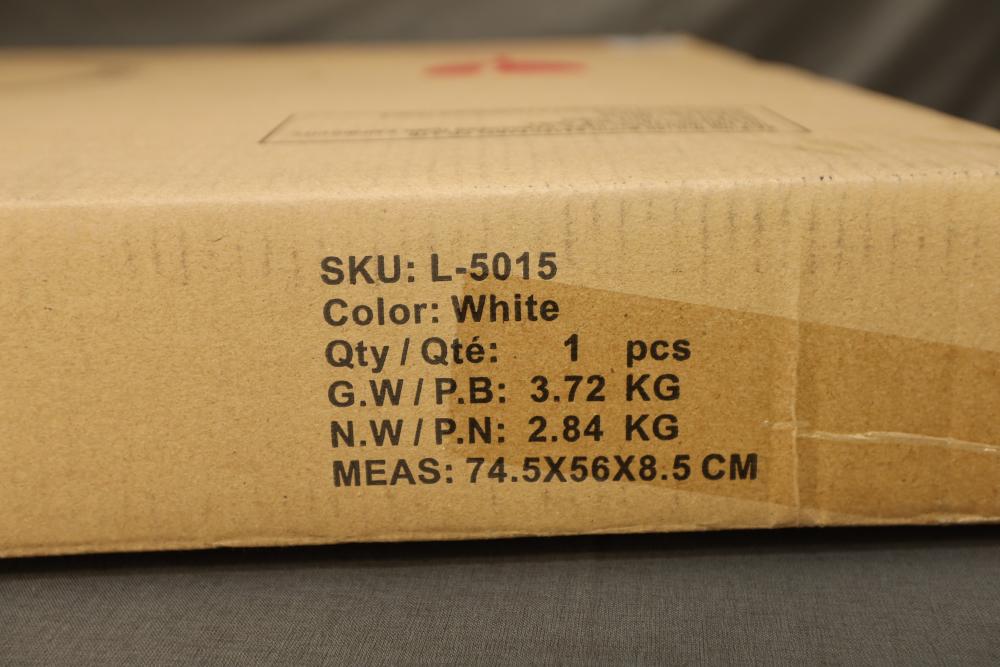 SKU: L-5015
Color: White
Qty / Qté: 1 pcs
G.W / P.B: 3.72 KG
N.W / P.N: 2.84 KG
MEAS: 74.5X56X8.5 CM